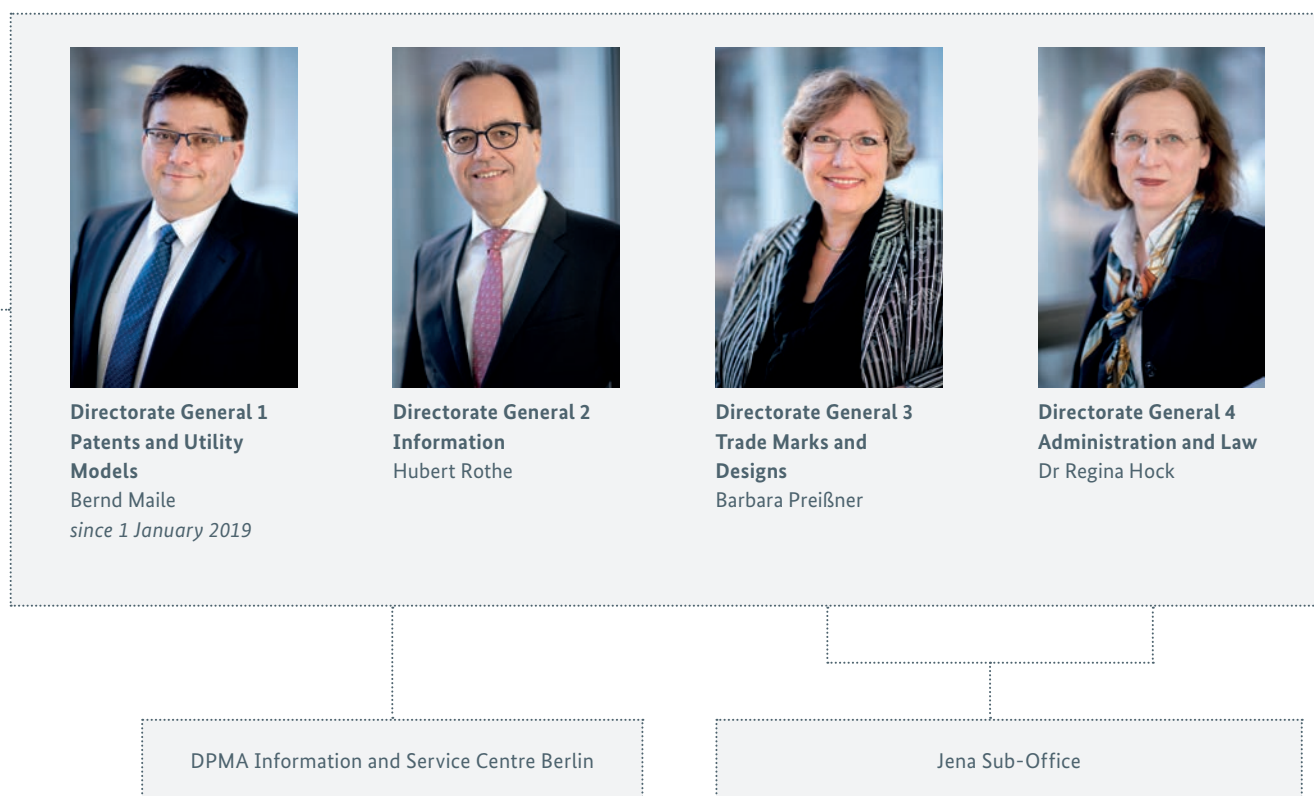 Directorate General 1
Patents and Utility
Models
Bernd Maile
since 1 January 2019
Directorate General 2
Information
Hubert Rothe
Directorate General 3
Trade Marks and
Designs
Barbara Preißner
Directorate General 4
Administration and Law
Dr Regina Hock
DPMA Information and Service Centre Berlin
Jena Sub-Office